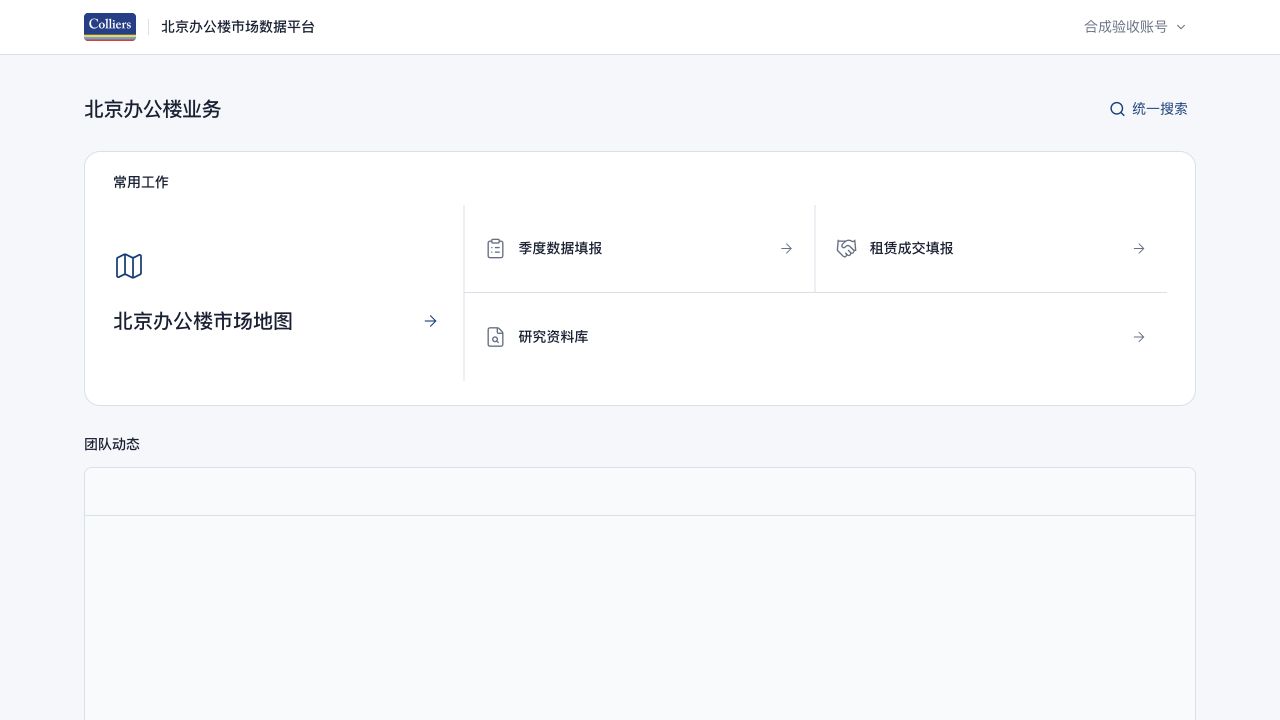 Colliers
北京办公楼市场数据平台
合成验收账号
北京办公楼业务
统一搜索
常用工作
季度数据填报
租赁成交填报
北京办公楼市场地图
研究资料库
团队动态